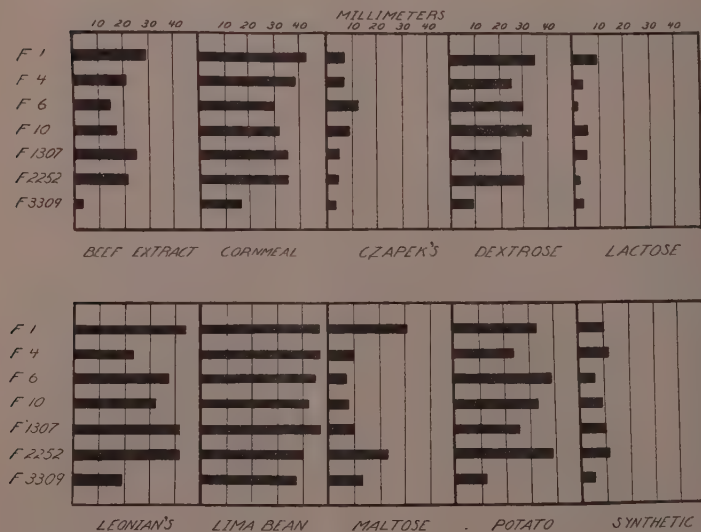 MILLIMETERS
10 20 30 40 10 20 30 40 10 20 30 40 10 20 30 40 10 20 30 40
F 1
F 4
F 6
F 10
F 1307
F 2252
F 3309
BEEF EXTRACT CORNMEAL CZAPEK'S DEXTROSE LACTOSE
F 1
F 4
F 6
F 10
F 1307
F 2252
F 3309
LEONIAN'S LIMA BEAN MALTOSE POTATO SYNTHETIC